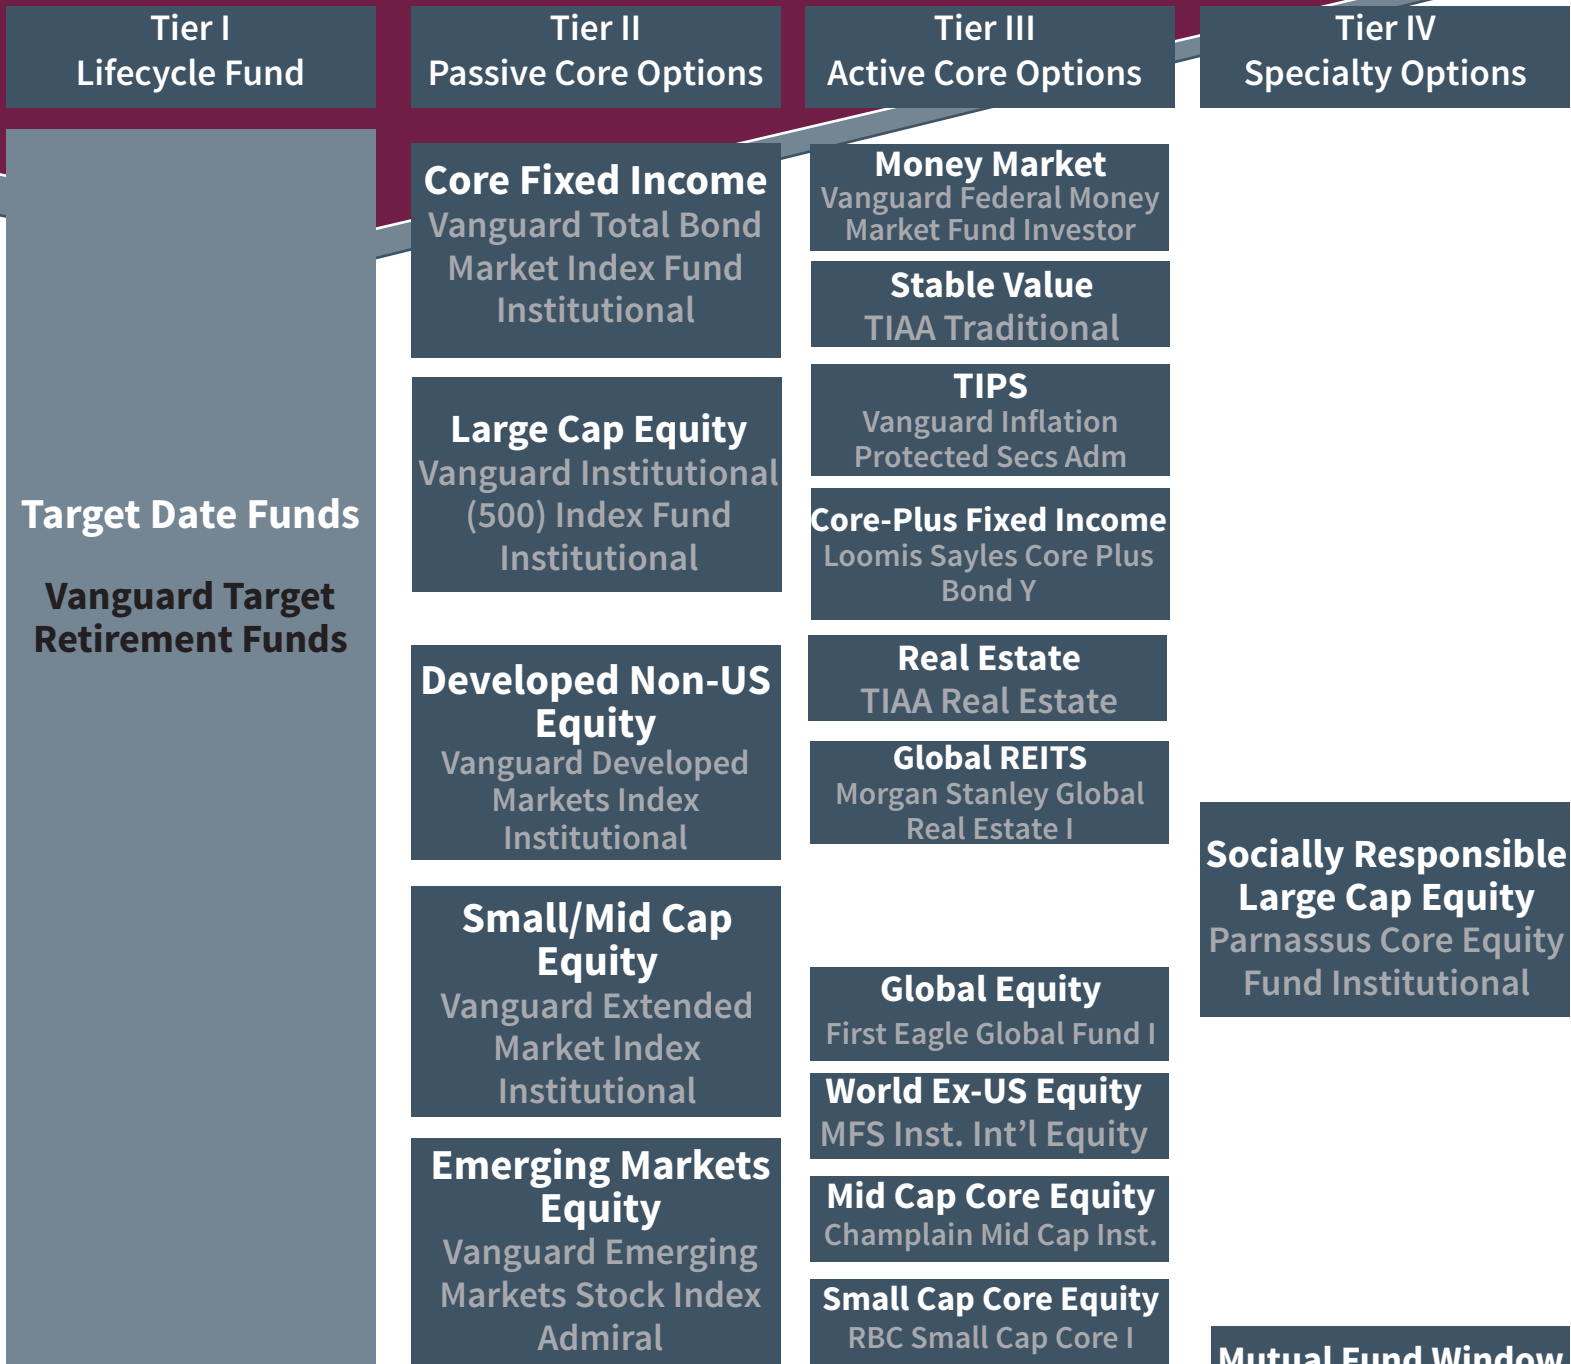 Tier I
Lifecycle Fund
Tier II
Passive Core Options
Tier III
Active Core Options
Tier IV
Specialty Options
Target Date Funds
Vanguard Target
Retirement Funds
Core Fixed Income
Vanguard Total Bond
Market Index Fund
Institutional
Large Cap Equity
Vanguard Institutional
(500) Index Fund
Institutional
Developed Non-US
Equity
Vanguard Developed
Markets Index
Institutional
Small/Mid Cap
Equity
Vanguard Extended
Market Index
Institutional
Emerging Markets
Equity
Vanguard Emerging
Markets Stock Index
Admiral
Money Market
Vanguard Federal Money
Market Fund Investor
Stable Value
TIAA Traditional
TIPS
Vanguard Inflation
Protected Secs Adm
Core-Plus Fixed Income
Loomis Sayles Core Plus
Bond Y
Real Estate
TIAA Real Estate
Global REITS
Morgan Stanley Global
Real Estate I
Global Equity
First Eagle Global Fund I
World Ex-US Equity
MFS Inst. Int’l Equity
Mid Cap Core Equity
Champlain Mid Cap Inst.
Small Cap Core Equity
RBC Small Cap Core I
Socially Responsible
Large Cap Equity
Parnassus Core Equity
Fund Institutional
Mutual Fund Window